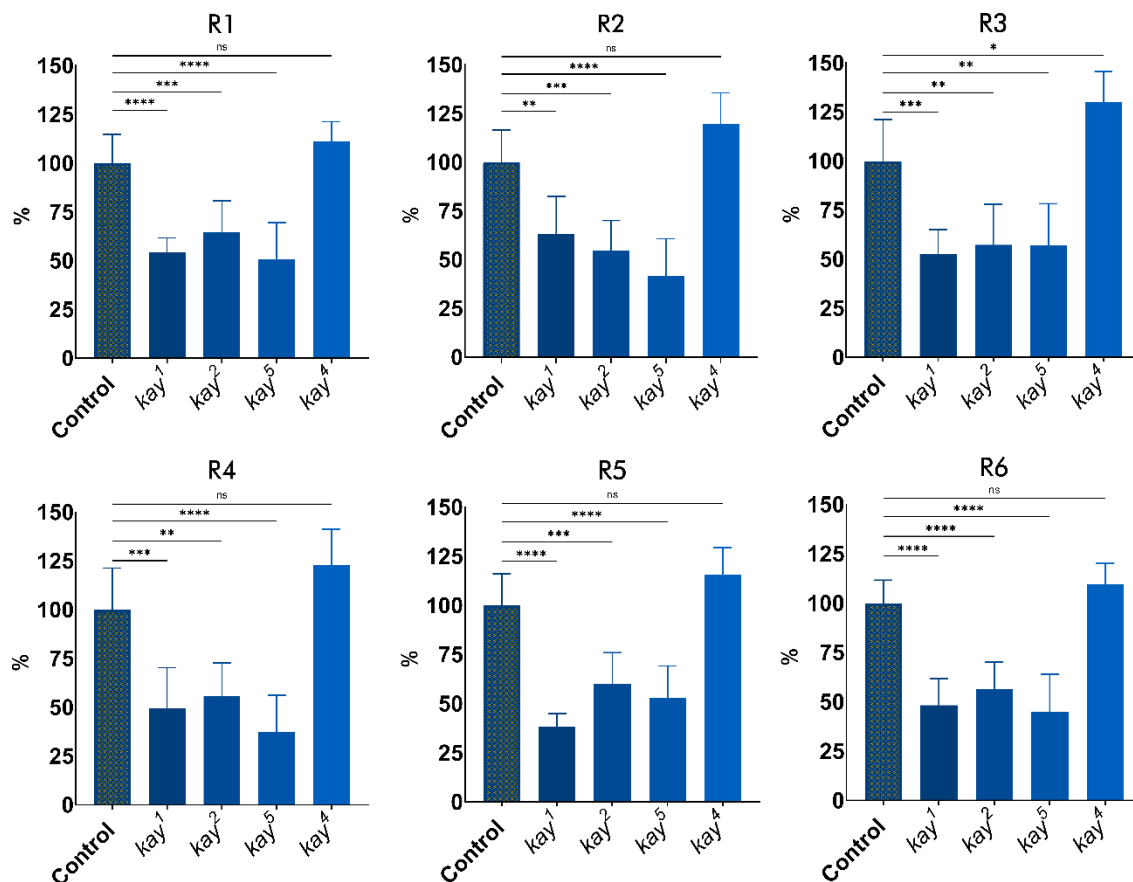 R1
ns
****
***
****
150
125
100
75
50
25
0
%
Control
kay1
kay2
kay5
kay4
R2
ns
****
***
**
150
125
100
75
50
25
0
%
Control
kay1
kay2
kay5
kay4
R3
*
**
**
***
150
125
100
75
50
25
0
%
Control
kay1
kay2
kay5
kay4
R4
ns
****
**
***
150
125
100
75
50
25
0
%
Control
kay1
kay2
kay5
kay4
R5
ns
****
***
****
150
125
100
75
50
25
0
%
Control
kay1
kay2
kay5
kay4
R6
ns
****
****
****
150
125
100
75
50
25
0
%
Control
kay1
kay2
kay5
kay4